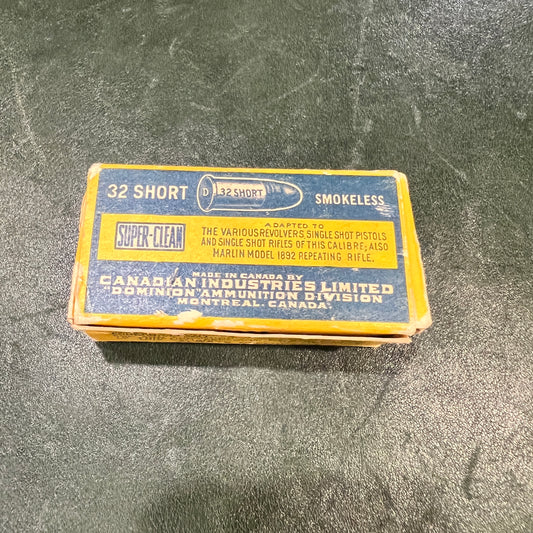 32 SHORT
D 32 SHORT
SMOKELESS
SUPER-CLEAN
ADAPTED TO
THE VARIOUS REVOLVERS, SINGLE SHOT PISTOLS
AND SINGLE SHOT RIFLES OF THIS CALIBRE; ALSO
MARLIN MODEL 1892 REPEATING RIFLE.
MADE IN CANADA BY
CANADIAN INDUSTRIES LIMITED
"DOMINION" AMMUNITION DIVISION
MONTREAL-CANADA